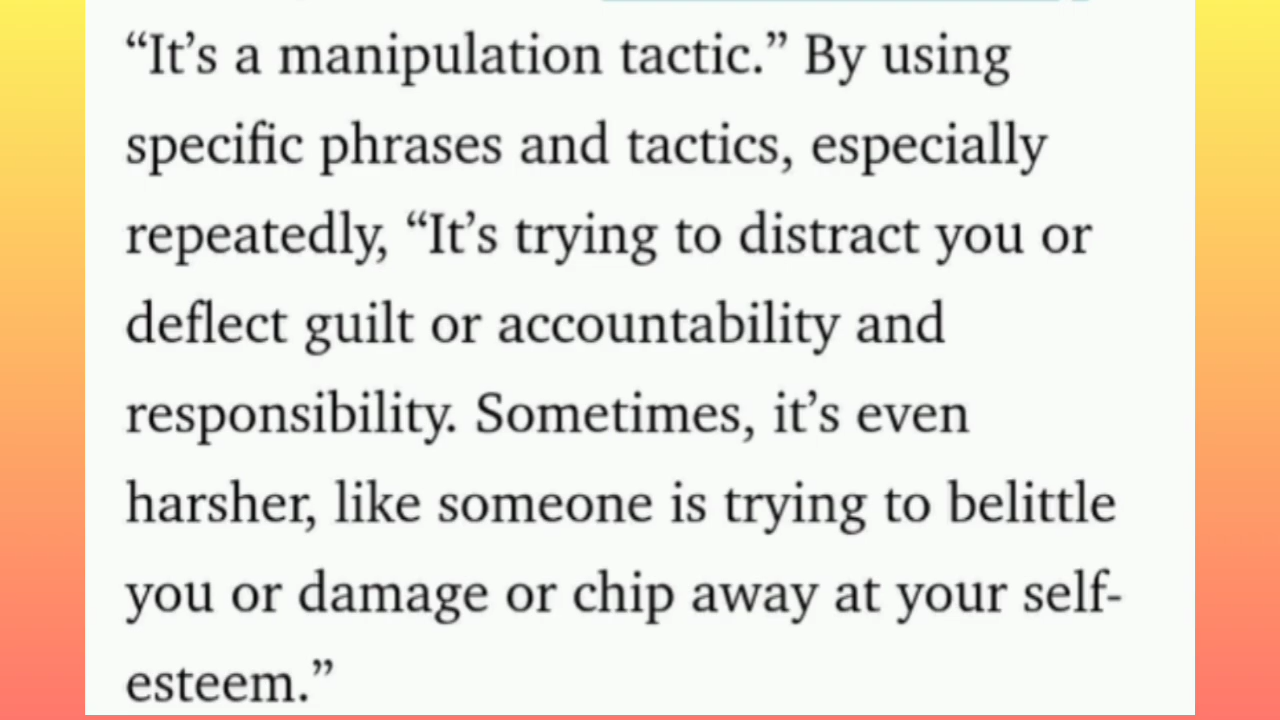 “It’s a manipulation tactic.” By using
specific phrases and tactics, especially
repeatedly, “It’s trying to distract you or
deflect guilt or accountability and
responsibility. Sometimes, it’s even
harsher, like someone is trying to belittle
you or damage or chip away at your self-
esteem.”